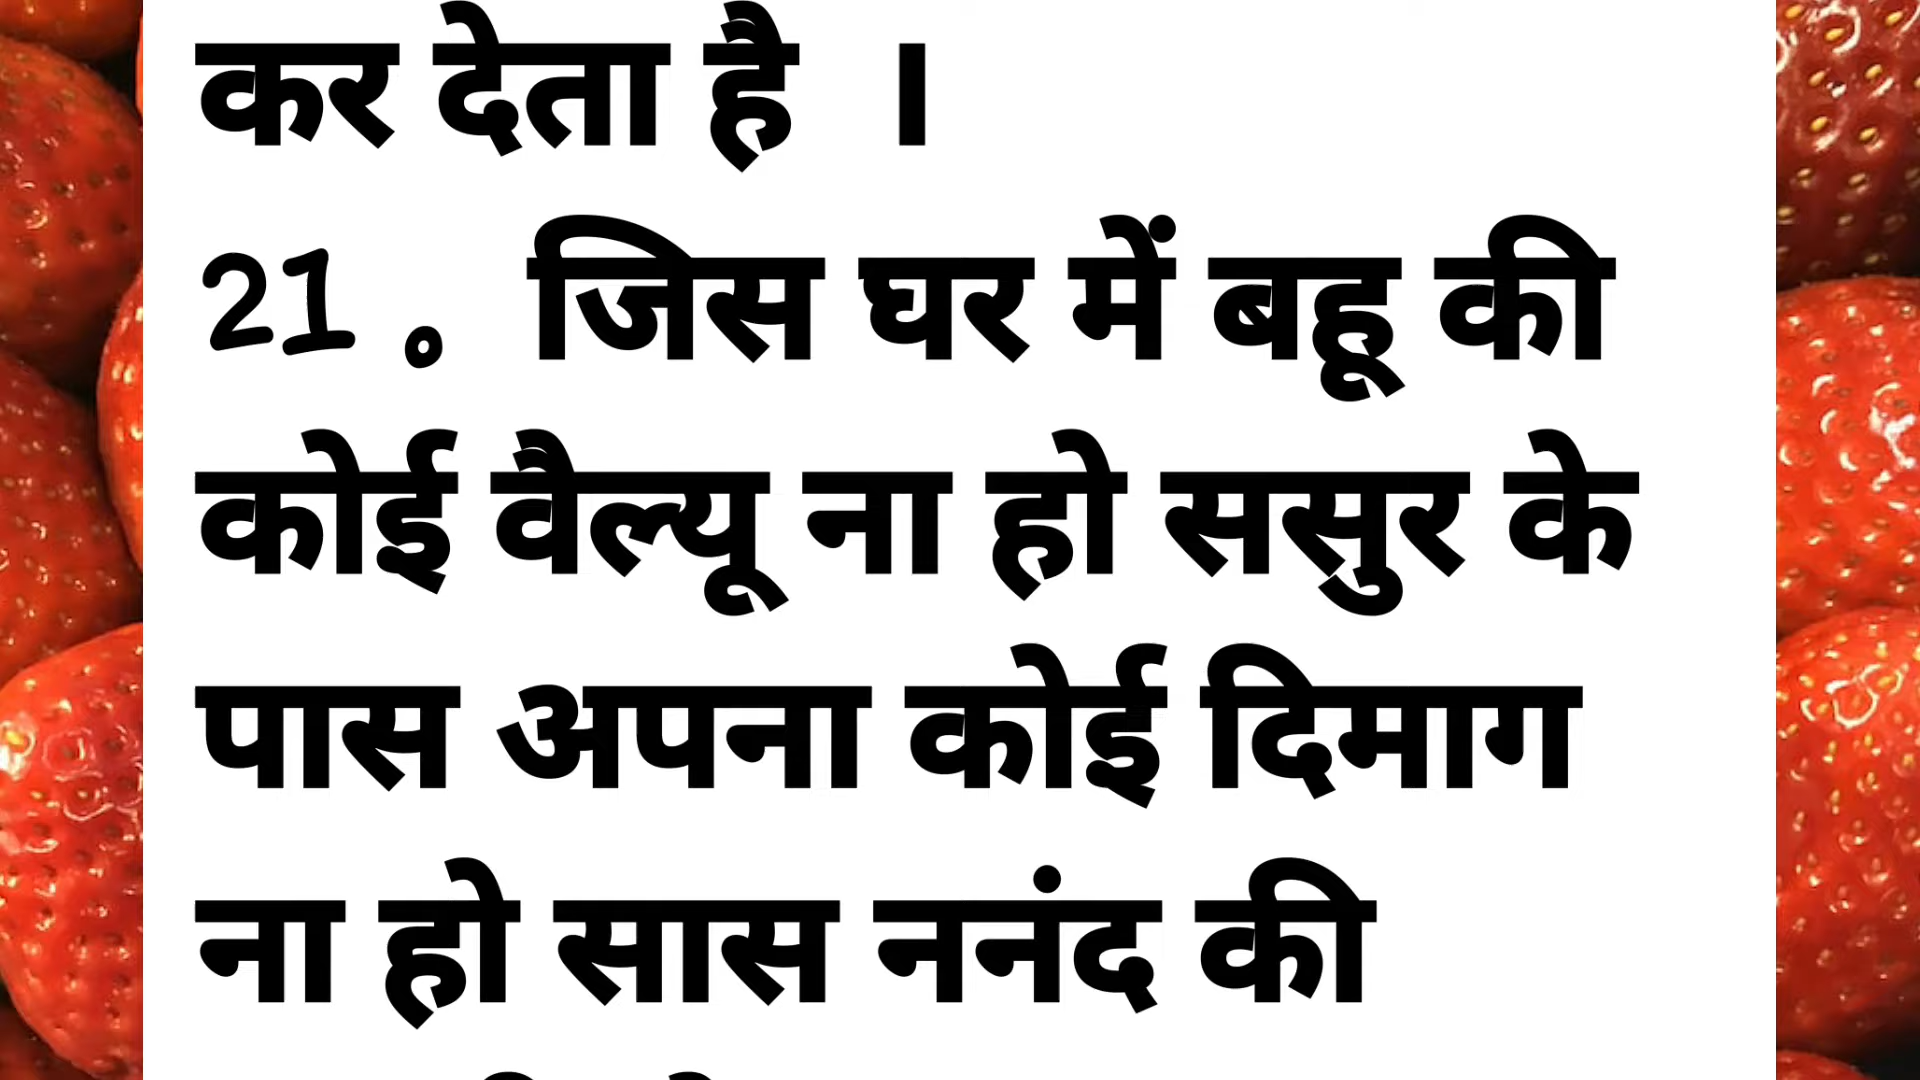 कर देता है ।
21. जिस घर में बहू की
कोई वैल्यू ना हो ससुर के
पास अपना कोई दिमाग
ना हो सास ननंद की